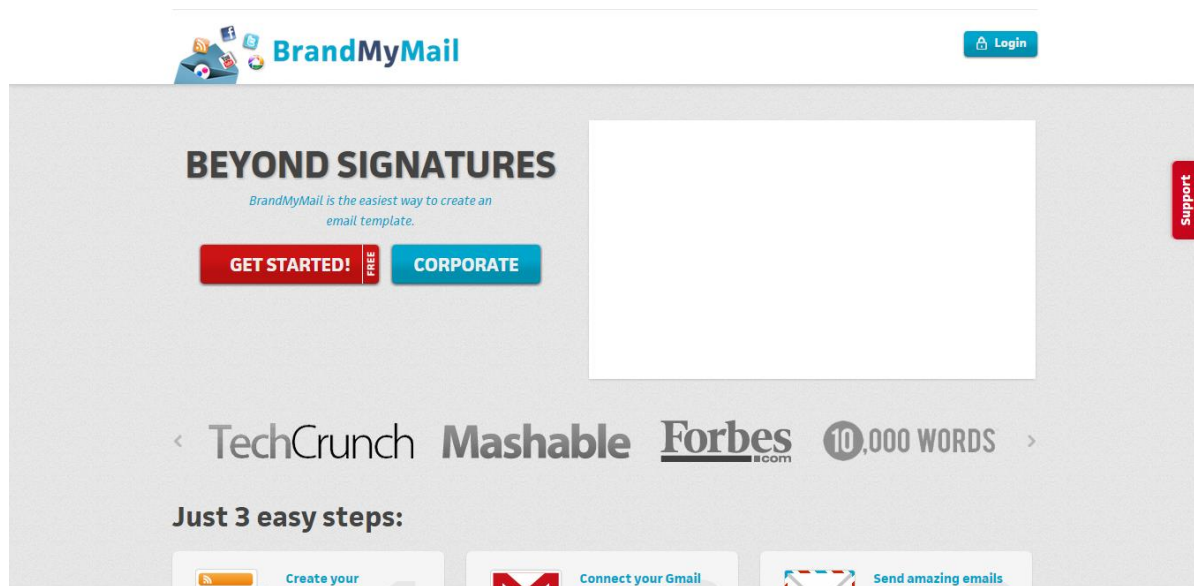 BrandMyMail
Login
BEYOND SIGNATURES
BrandMyMail is the easiest way to create an
email template.
GET STARTED! FREE
CORPORATE
Support
TechCrunch
Mashable
Forbes
.com
10,000 WORDS
Just 3 easy steps:
Create your
Connect your Gmail
Send amazing emails